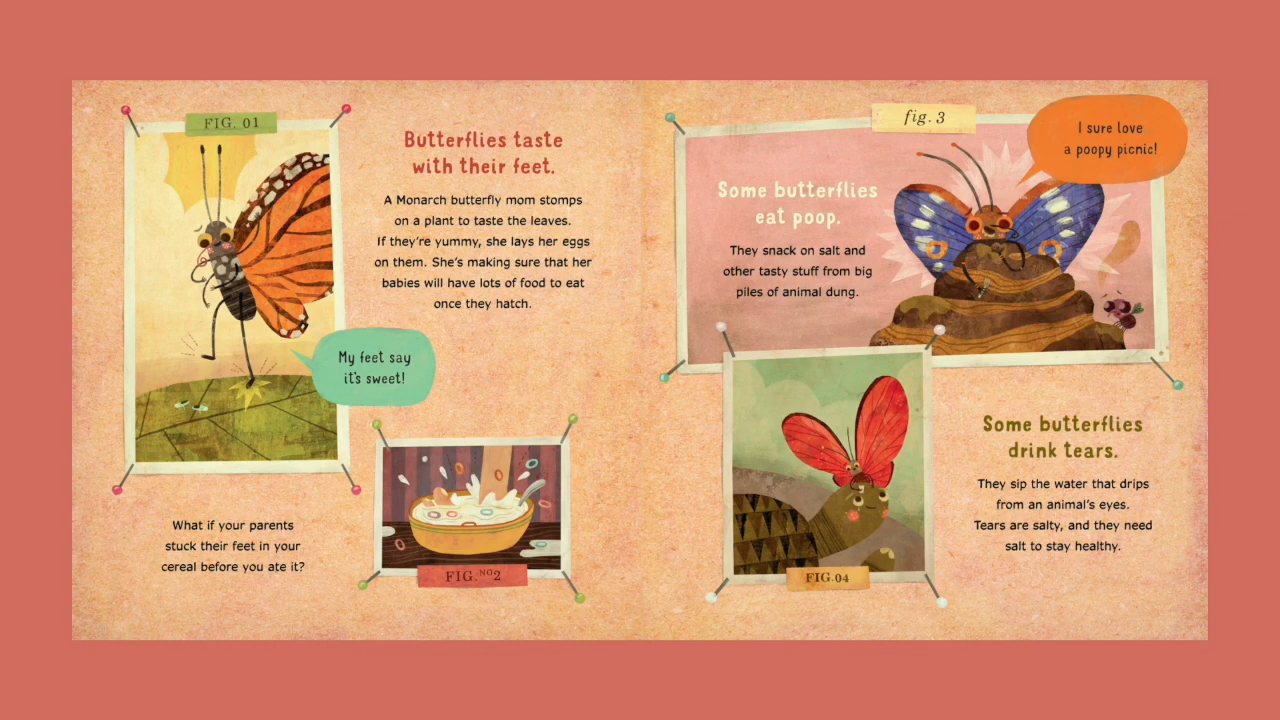 FIG. 01
Butterflies taste
with their feet.
A Monarch butterfly mom stomps
on a plant to taste the leaves.
If they're yummy, she lays her eggs
on them. She's making sure that her
babies will have lots of food to eat
once they hatch.
My feet say
it's sweet!
What if your parents
stuck their feet in your
cereal before you ate it?
FIG. NO 2
fig. 3
I sure love
a poopy picnic!
Some butterflies
eat poop.
They snack on salt and
other tasty stuff from big
piles of animal dung.
FIG.04
Some butterflies
drink tears.
They sip the water that drips
from an animal's eyes.
Tears are salty, and they need
salt to stay healthy.